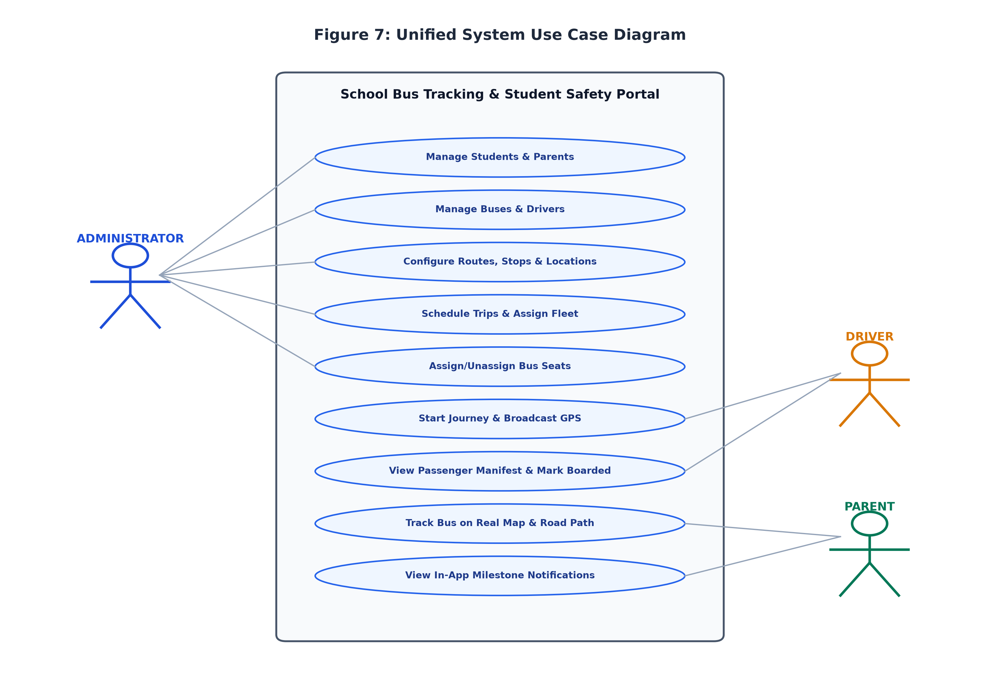 Figure 7: Unified System Use Case Diagram
School Bus Tracking & Student Safety Portal
Manage Students & Parents
Manage Buses & Drivers
ADMINISTRATOR
Configure Routes, Stops & Locations
Schedule Trips & Assign Fleet
DRIVER
Assign/Unassign Bus Seats
Start Journey & Broadcast GPS
View Passenger Manifest & Mark Boarded
PARENT
Track Bus on Real Map & Road Path
View In-App Milestone Notifications